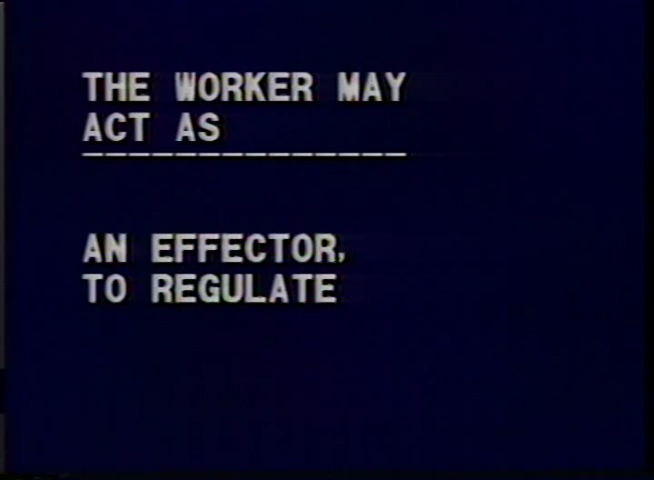 THE WORKER MAY
ACT AS
---------------
AN EFFECTOR,
TO REGULATE